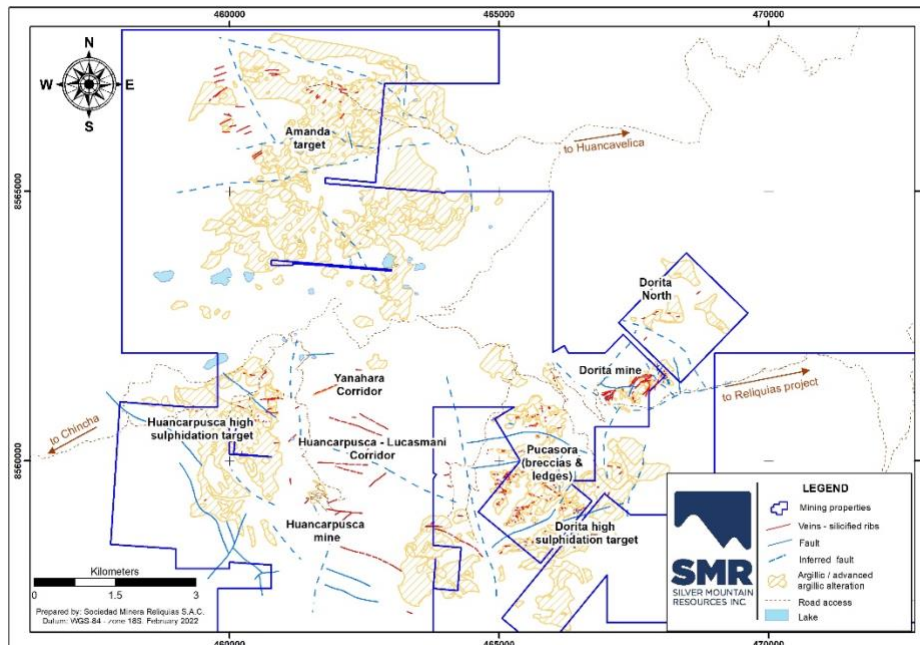 460000
465000
470000
N
W
E
S
8565000
8565000
Amanda
target
to Huancavelica
Dorita
North
Dorita mine
Yanahara
Corridor
to Reliquias project
to Chincha
Huancarpusca high
sulphidation target
Huancarpusca - Lucasmani
Corridor
Pucasora
(breccias &
ledges)
8560000
8560000
Huancarpusca
mine
Dorita high
sulphidation target
Kilometers
0
1.5
3
Prepared by: Sociedad Minera Reliquias S.A.C.
Datum: WGS-84 - zone 18S. February 2022
SMR
SILVER MOUNTAIN
RESOURCES INC
LEGEND
Mining properties
Veins - silicified ribs
Fault
Inferred fault
Argillic / advanced
argillic alteration
Road access
Lake
460000
465000
470000